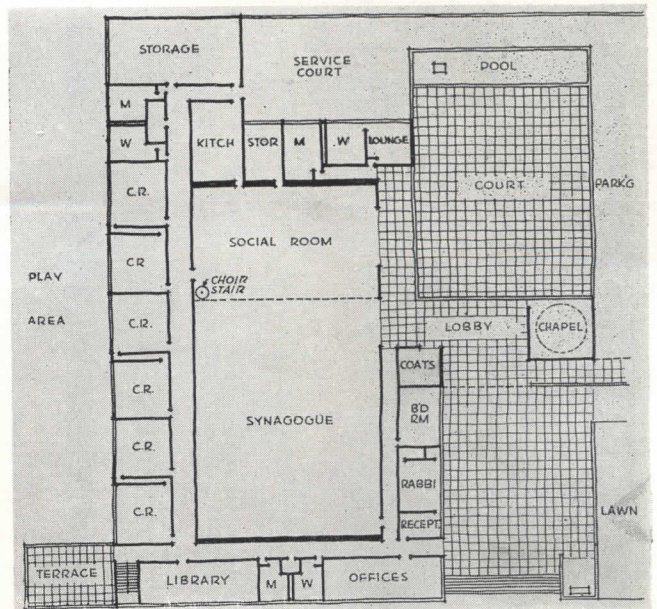 STORAGE
SERVICE
COURT
POOL
M
W
KITCH
STOR
M
W
LOUNGE
C.R.
COURT
PARK'G
SOCIAL ROOM
CR
PLAY
AREA
CHOIR
STAIR
C.R.
LOBBY
CHAPEL
COATS
C.R.
B'D
RM
SYNAGOGUE
C.R.
RABBI
C.R.
RECEPT.
LAWN
TERRACE
LIBRARY
M
W
OFFICES